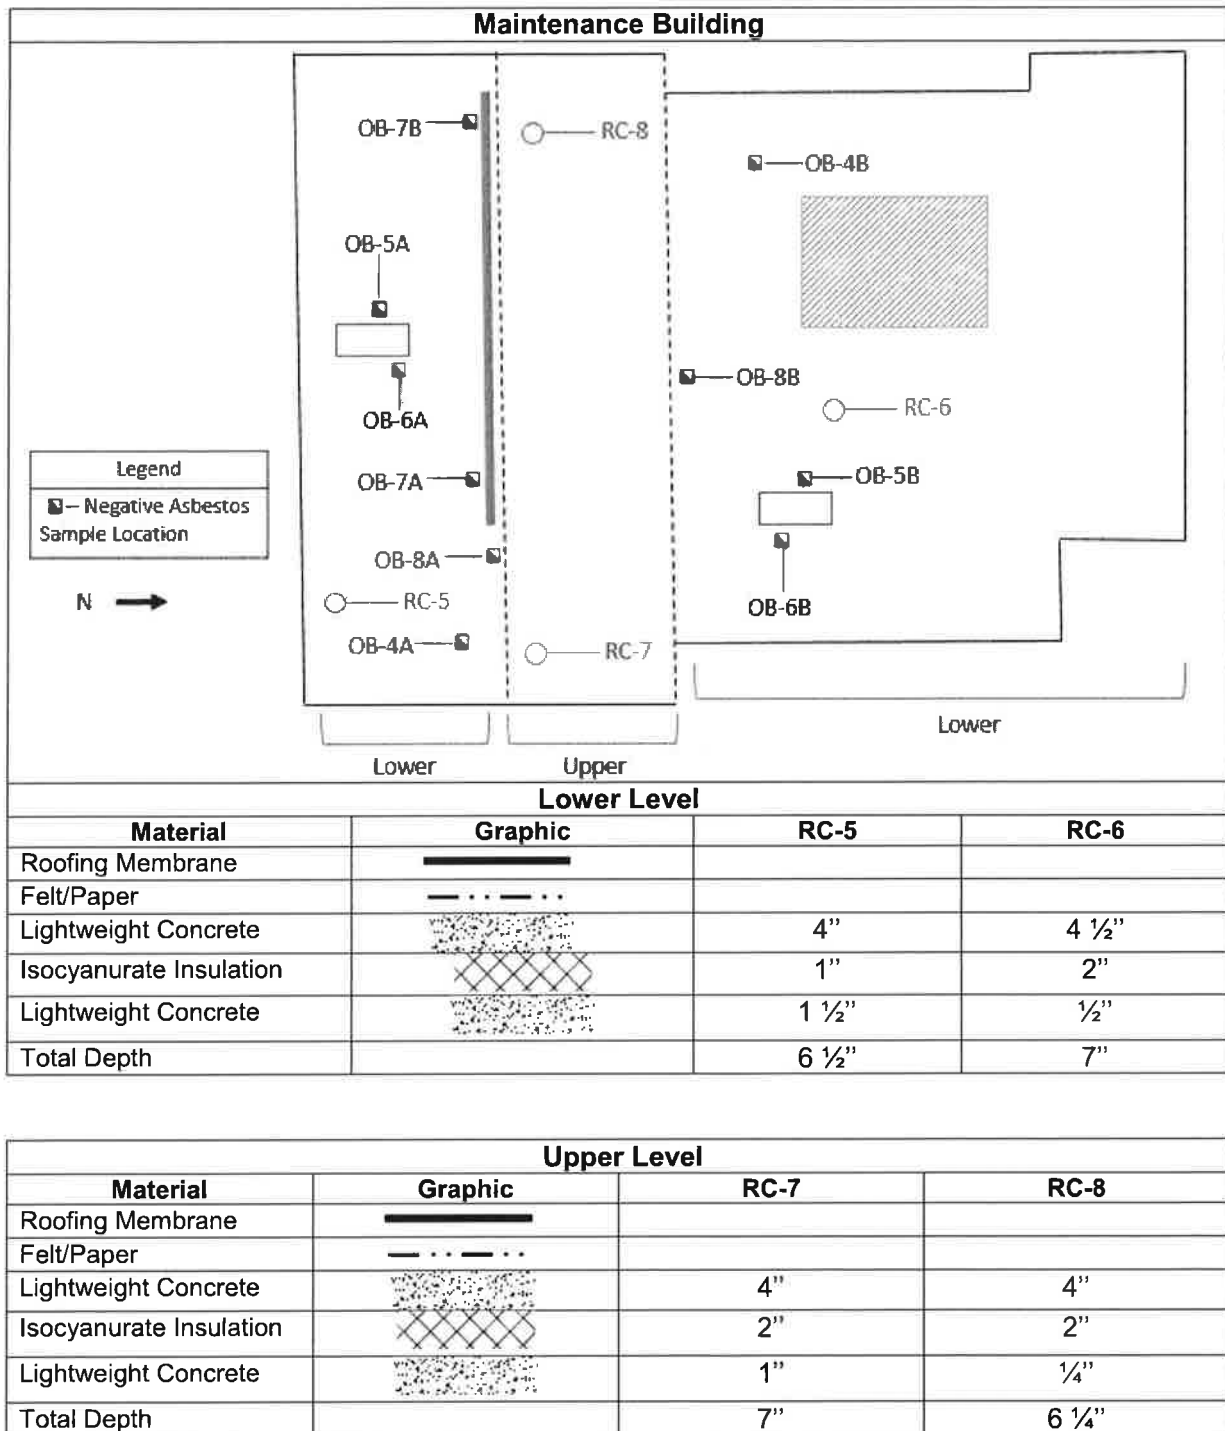 Maintenance Building
OB-7B
RC-8
OB-4B
OB-5A
OB-8B
OB-6A
RC-6
Legend
– Negative Asbestos
Sample Location
OB-7A
OB-5B
OB-8A
N
RC-5
OB-6B
OB-4A
RC-7
Lower
Lower Upper
Lower Level
Material Graphic RC-5 RC-6
Roofing Membrane
Felt/Paper
Lightweight Concrete 4” 4 ½”
Isocyanurate Insulation 1” 2”
Lightweight Concrete 1 ½” ½”
Total Depth 6 ½” 7”
Upper Level
Material Graphic RC-7 RC-8
Roofing Membrane
Felt/Paper
Lightweight Concrete 4” 4”
Isocyanurate Insulation 2” 2”
Lightweight Concrete 1” ¼”
Total Depth 7” 6 ¼”